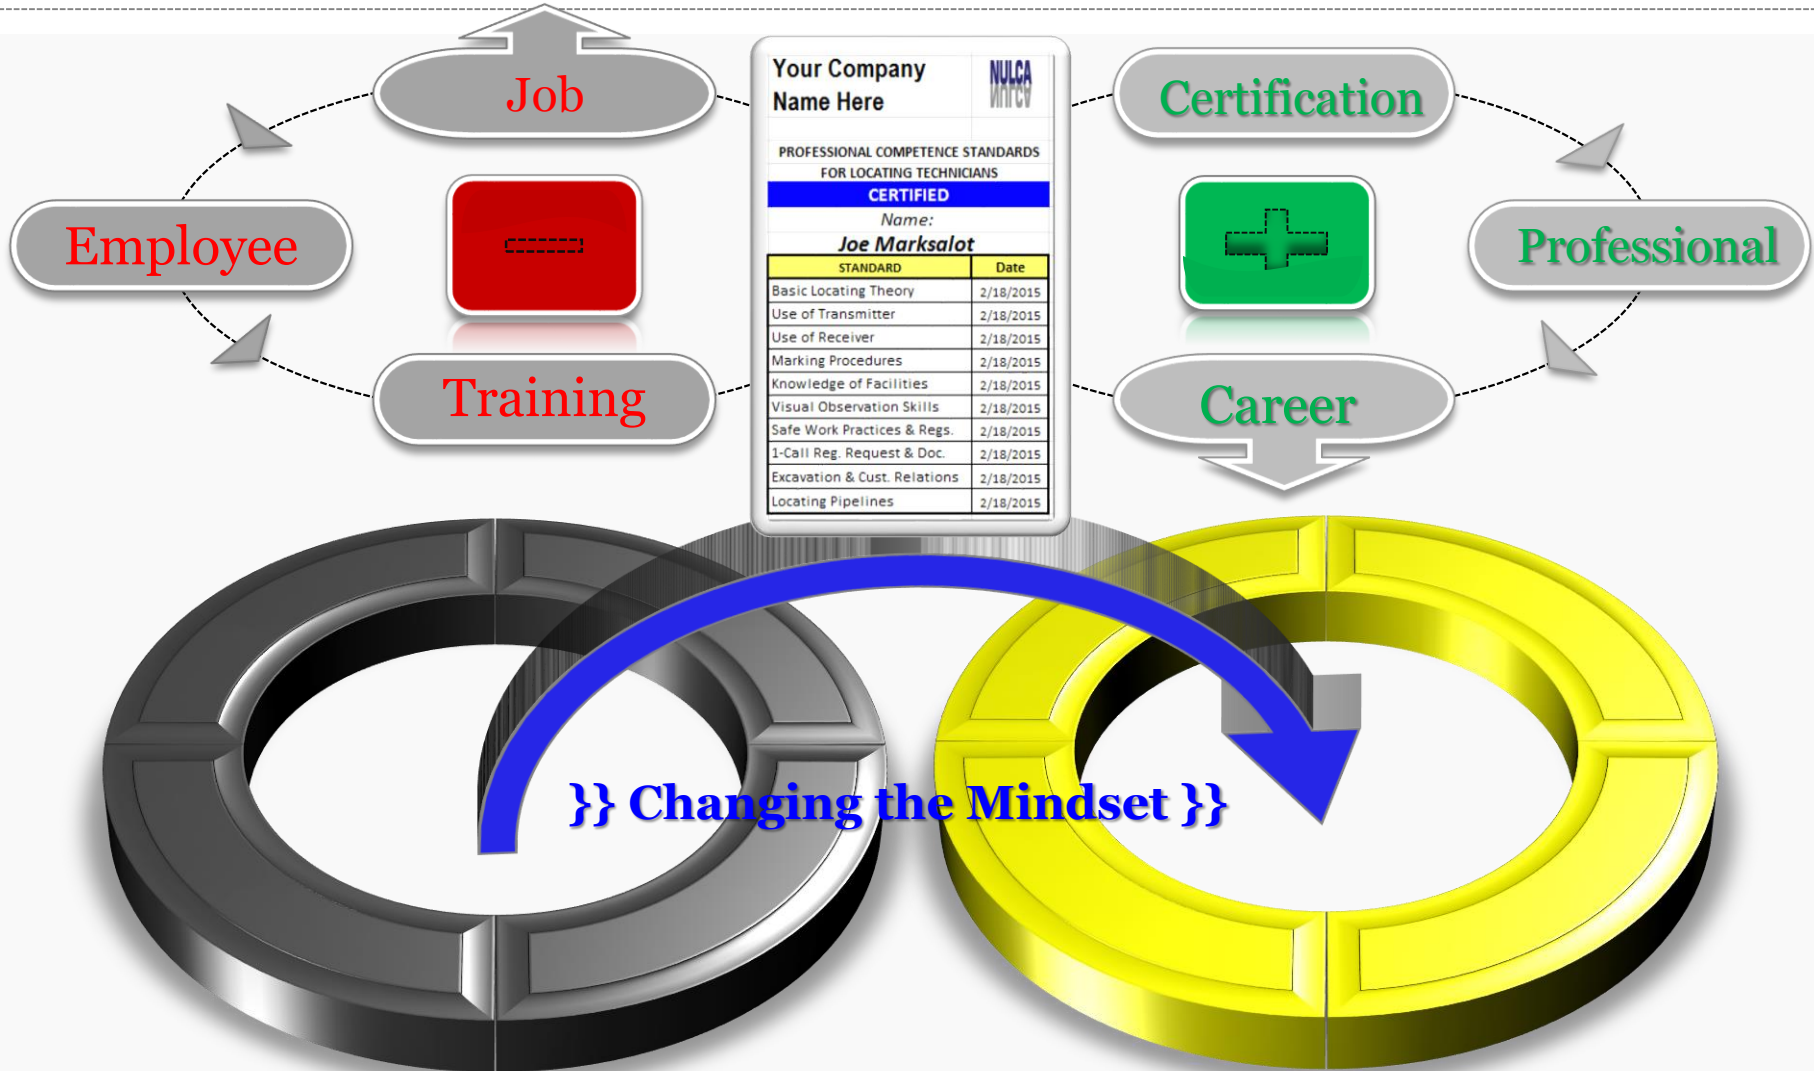 Job
Employee
Training
Your Company
Name Here
NULCA
PROFESSIONAL COMPETENCE STANDARDS
FOR LOCATING TECHNICIANS
CERTIFIED
Name:
Joe Marksalot
STANDARD Date
Basic Locating Theory 2/18/2015
Use of Transmitter 2/18/2015
Use of Receiver 2/18/2015
Marking Procedures 2/18/2015
Knowledge of Facilities 2/18/2015
Visual Observation Skills 2/18/2015
Safe Work Practices & Regs. 2/18/2015
1-Call Reg. Request & Doc. 2/18/2015
Excavation & Cust. Relations 2/18/2015
Locating Pipelines 2/18/2015
Certification
Professional
Career
}} Changing the Mindset }}